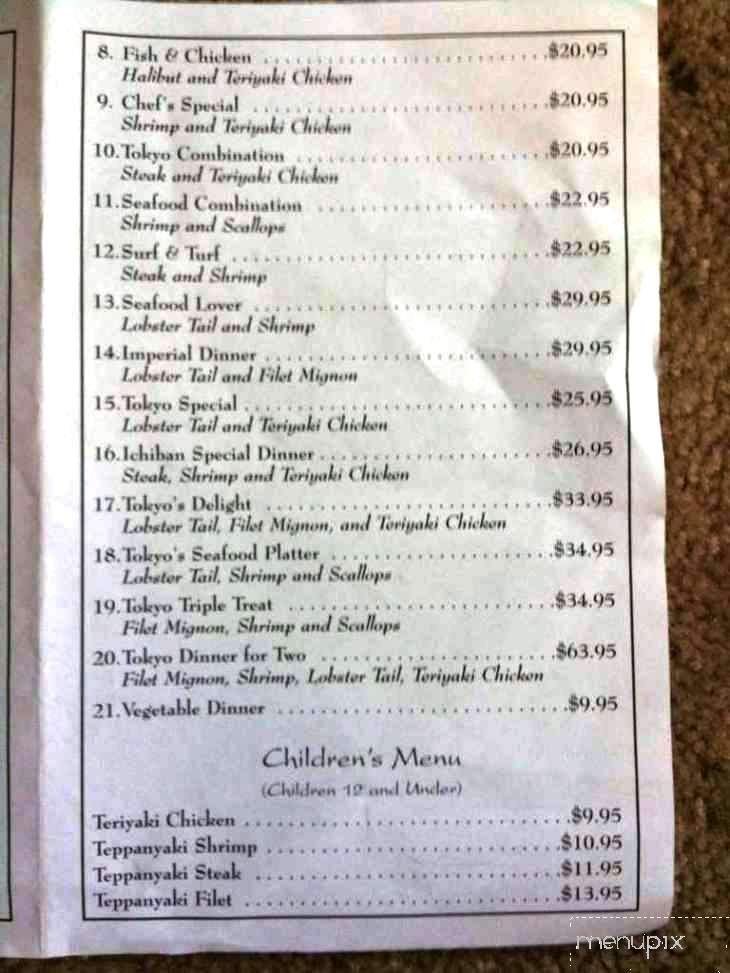 8. Fish & Chicken ..............................$20.95
Halibut and Teriyaki Chicken
9. Chef's Special ..............................$20.95
Shrimp and Teriyaki Chicken
10.Tokyo Combination ..............................$20.95
Steak and Teriyaki Chicken
11.Seafood Combination ..............................$22.95
Shrimp and Scallops
12.Surf & Turf ..............................$22.95
Steak and Shrimp
13.Seafood Lover ..............................$29.95
Lobster Tail and Shrimp
14.Imperial Dinner ..............................$29.95
Lobster Tail and Filet Mignon
15.Tokyo Special ..............................$25.95
Lobster Tail and Teriyaki Chicken
16.Ichiban Special Dinner ..............................$26.95
Steak, Shrimp and Teriyaki Chicken
17.Tokyo's Delight ..............................$33.95
Lobster Tail, Filet Mignon, and Teriyaki Chicken
18.Tokyo's Seafood Platter ..............................$34.95
Lobster Tail, Shrimp and Scallops
19.Tokyo Triple Treat ..............................$34.95
Filet Mignon, Shrimp and Scallops
20.Tokyo Dinner for Two ..............................$63.95
Filet Mignon, Shrimp, Lobster Tail, Teriyaki Chicken
21.Vegetable Dinner ..............................$9.95
Children's Menu
(Children 12 and Under)
Teriyaki Chicken ..............................$9.95
Teppanyaki Shrimp ..............................$10.95
Teppanyaki Steak ..............................$11.95
Teppanyaki Filet ..............................$13.95
menupix